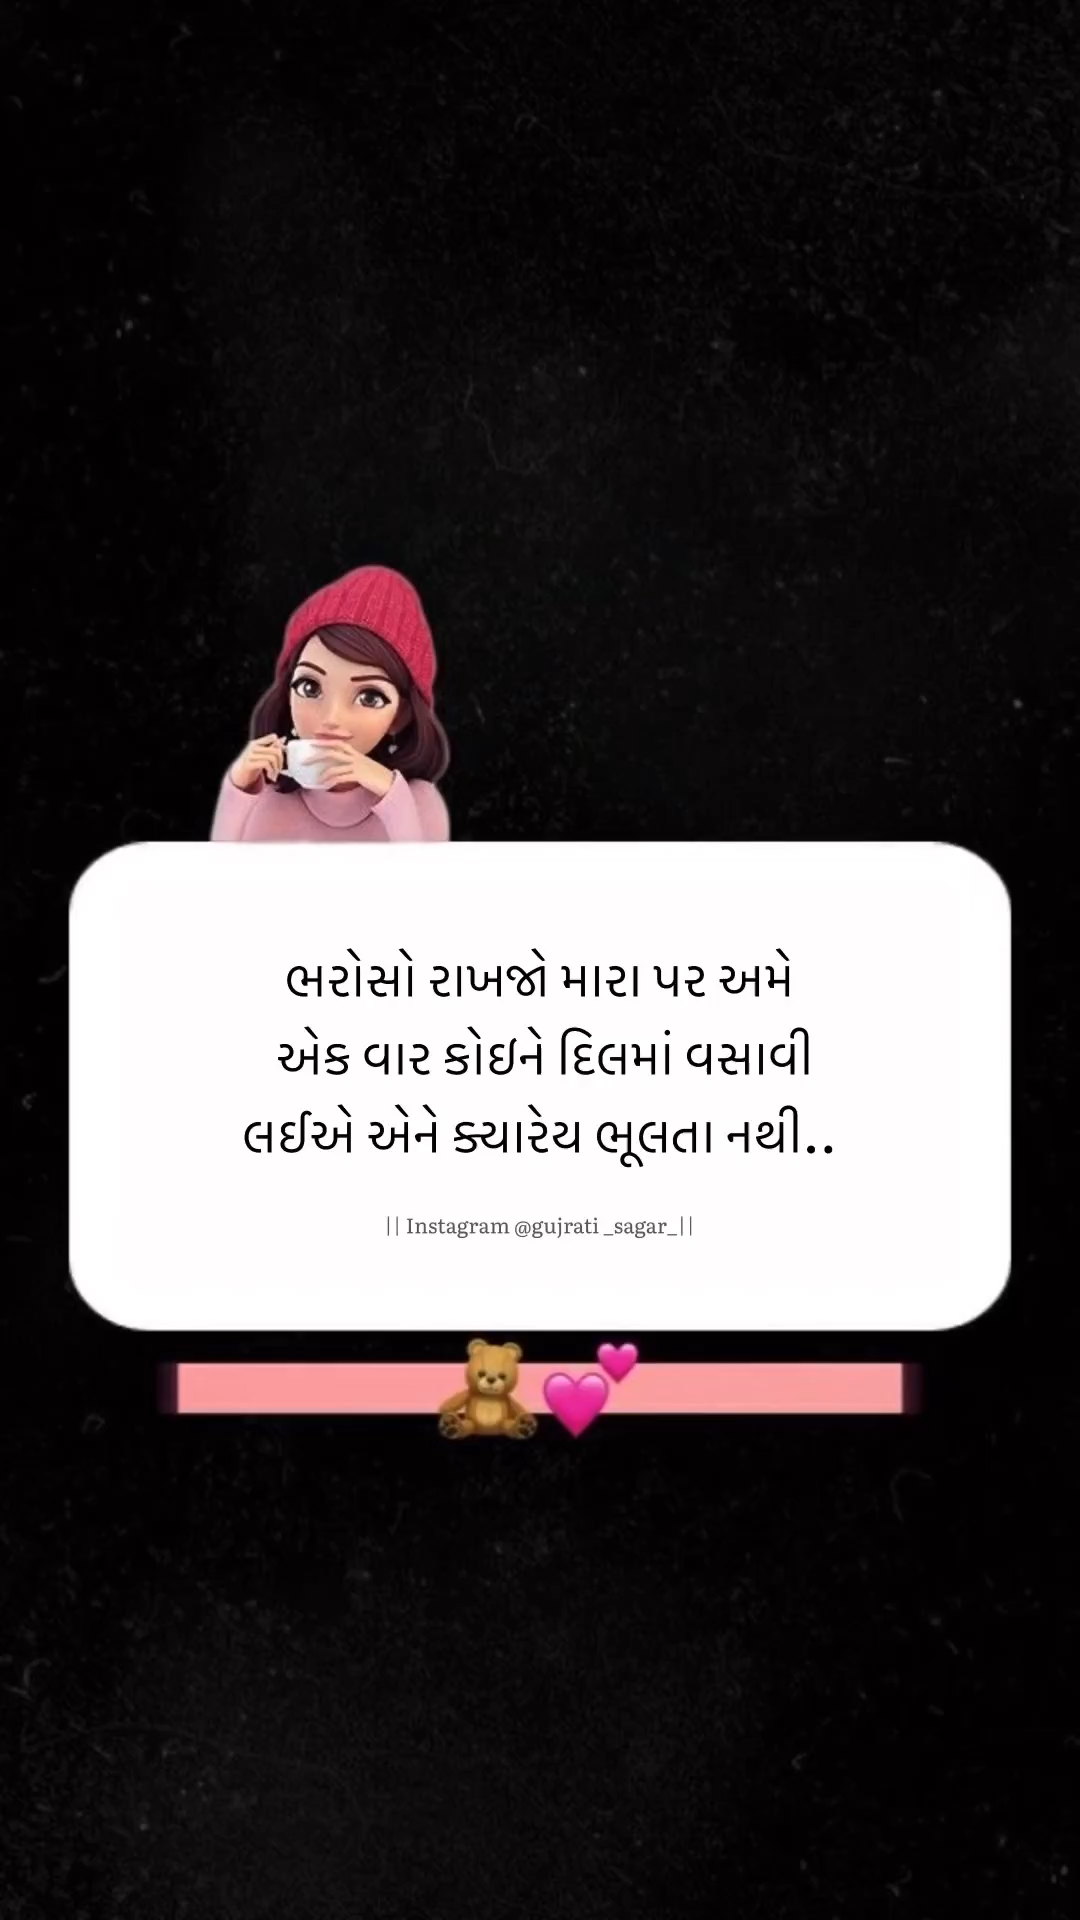 ભરોસો રાખજો મારા પર અમે
એક વાર કોઇને દિલમાં વસાવી
લઈએ એને ક્યારેય ભૂલતા નથી..
|| Instagram @gujrati _sagar_||